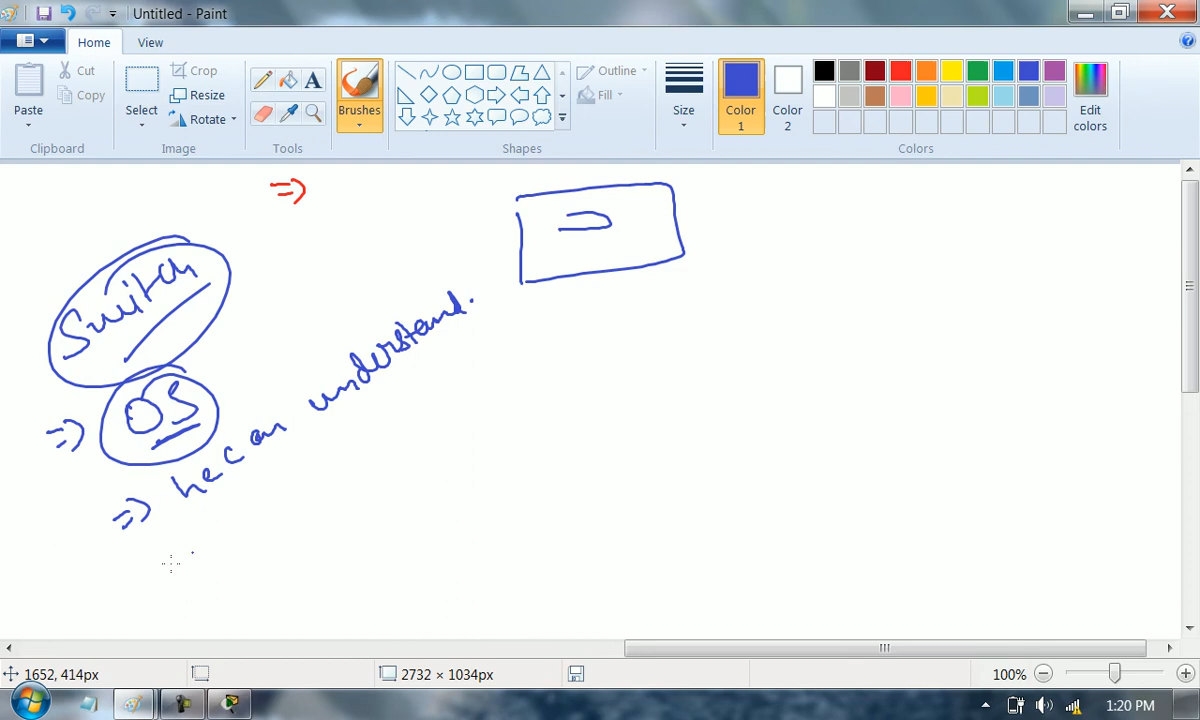 Untitled - Paint
Home
View
Paste
Cut
Copy
Clipboard
Select
Crop
Resize
Rotate
Image
Tools
Brushes
Shapes
Outline
Fill
Size
Color 1
Color 2
Edit colors
Colors
=>
Switch
=> OS
=> he can understand.
1652, 414px
2732 × 1034px
100%
1:20 PM